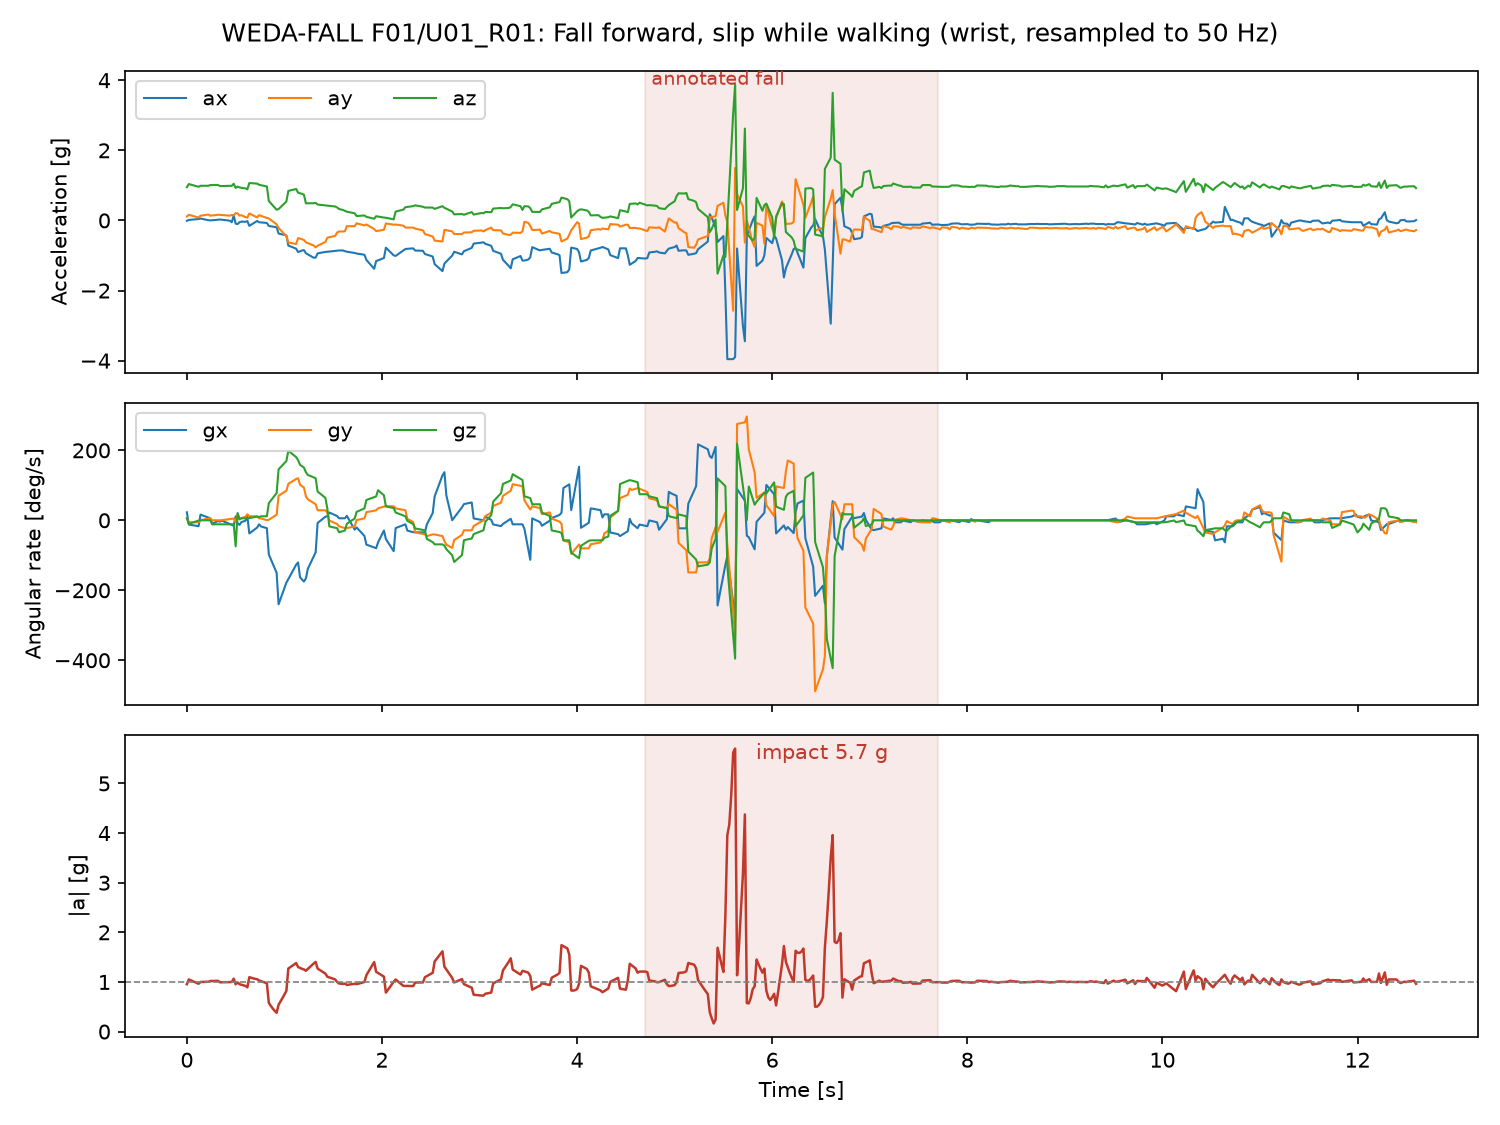 WEDA-FALL F01/U01_R01: Fall forward, slip while walking (wrist, resampled to 50 Hz)
annotated fall
ax ay az
Acceleration [g]
4
2
0
−2
−4
gx gy gz
Angular rate [deg/s]
200
0
−200
−400
impact 5.7 g
|a| [g]
5
4
3
2
1
0
0 2 4 6 8 10 12
Time [s]